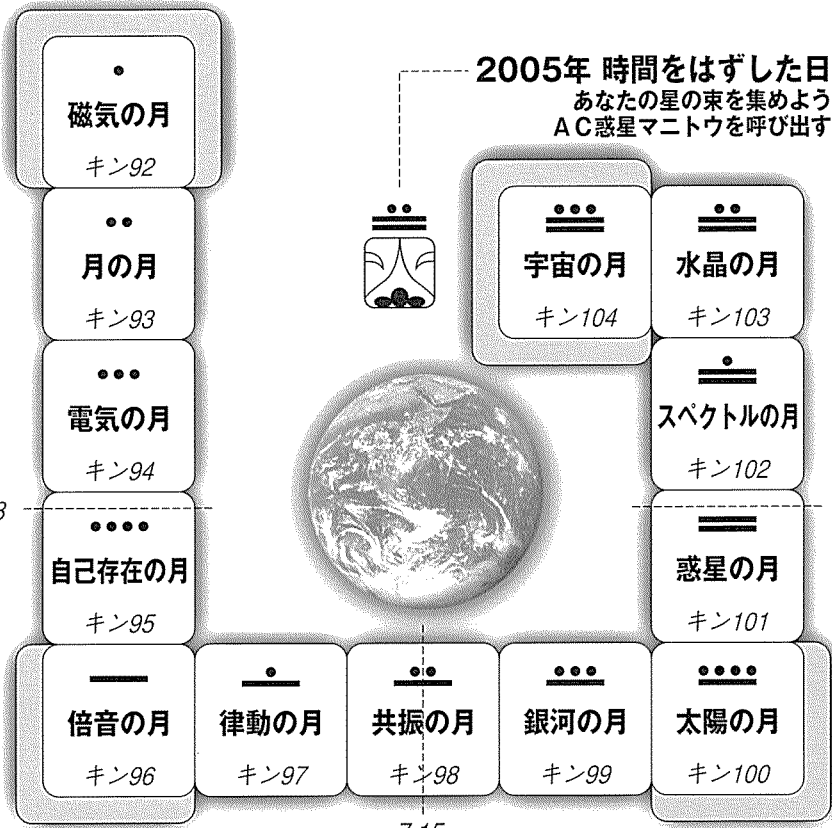 2005年 時間をはずした日
あなたの星の束を集めよう
AC惑星マニトウを呼び出す
磁気の月
キン92
月の月
キン93
電気の月
キン94
自己存在の月
キン95
倍音の月
キン96
律動の月
キン97
共振の月
キン98
銀河の月
キン99
太陽の月
キン100
惑星の月
キン101
スペクトルの月
キン102
水晶の月
キン103
宇宙の月
キン104